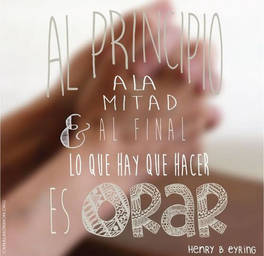 AL PRINCIPIO
A LA
MITAD
& AL FINAL
LO QUE HAY QUE HACER
ES ORAR
HENRY B. EYRING